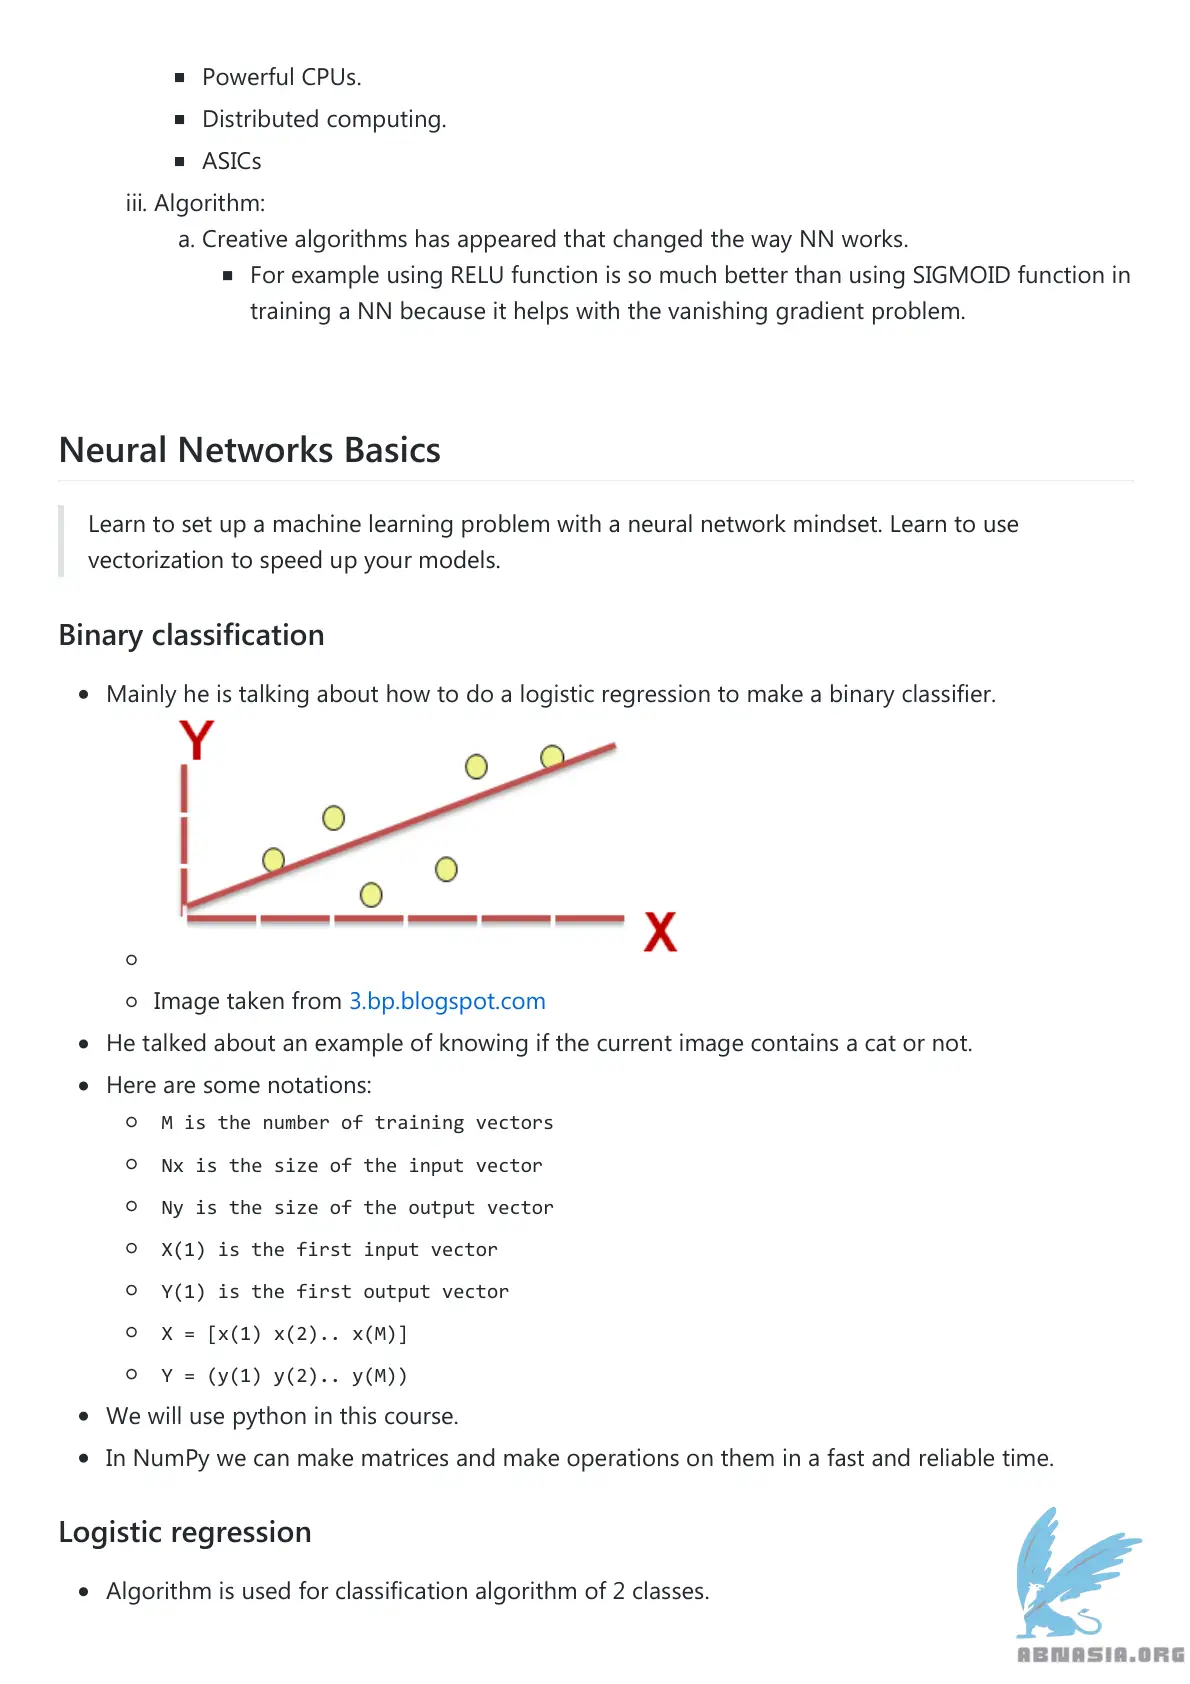 Powerful CPUs.
Distributed computing.
ASICs
iii. Algorithm:
a. Creative algorithms has appeared that changed the way NN works.
For example using RELU function is so much better than using SIGMOID function in
training a NN because it helps with the vanishing gradient problem.
Neural Networks Basics
Learn to set up a machine learning problem with a neural network mindset. Learn to use
vectorization to speed up your models.
Binary classification
Mainly he is talking about how to do a logistic regression to make a binary classifier.
Y
X
Image taken from 3.bp.blogspot.com
He talked about an example of knowing if the current image contains a cat or not.
Here are some notations:
M is the number of training vectors
Nx is the size of the input vector
Ny is the size of the output vector
X(1) is the first input vector
Y(1) is the first output vector
X = [x(1) x(2).. x(M)]
Y = (y(1) y(2).. y(M))
We will use python in this course.
In NumPy we can make matrices and make operations on them in a fast and reliable time.
Logistic regression
Algorithm is used for classification algorithm of 2 classes.
ABNASIA.ORG